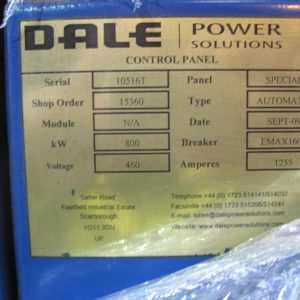 DALE POWER
SOLUTIONS
CONTROL PANEL
Serial 10516T Panel SPECIAL
Shop Order 15360 Type AUTOMAT
Module N/A Date SEPT-09
kW 800 Breaker EMAX160
Voltage 460 Amperes 1255
Salter Road
Eastfield Industrial Estate
Scarborough
YO11 3DU
UK
Telephone +44 (0) 1723 514141/514032
Facsimile +44 (0) 1723 515205/514241
E-mail sales@dalepowersolutions.com
Website www.dalepowersolutions.com